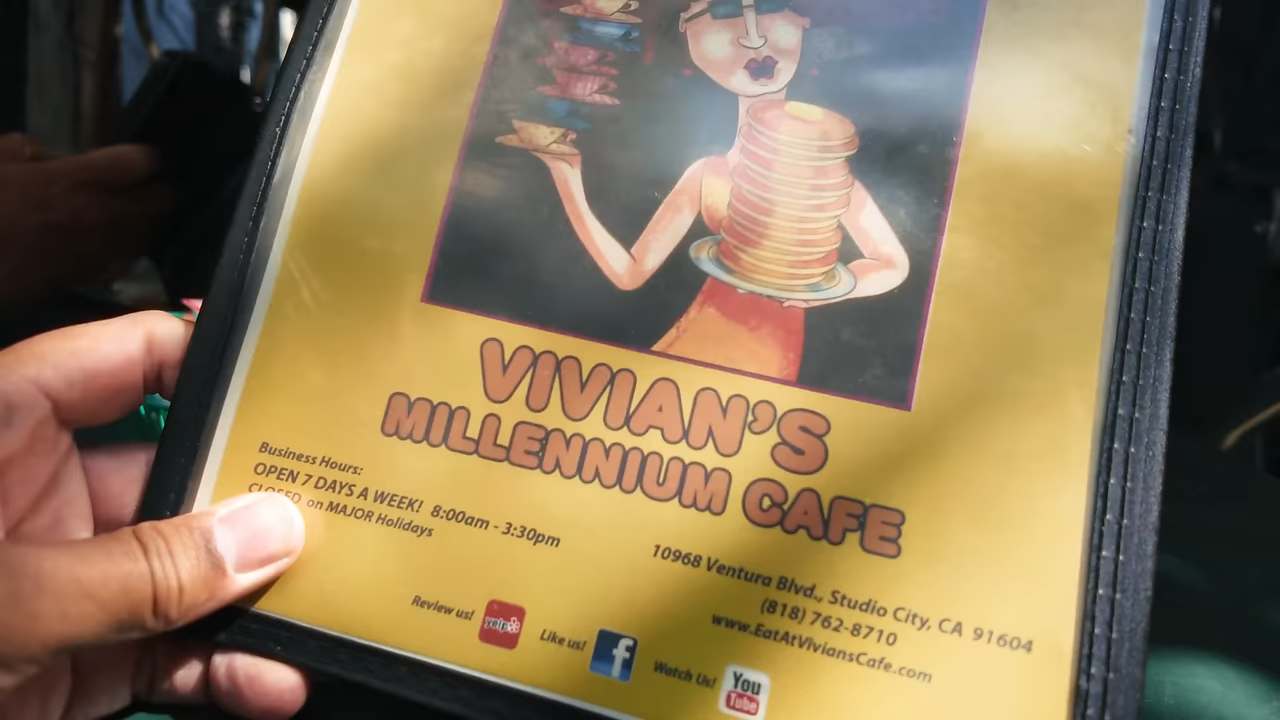 VIVIAN'S
MILLENNIUM CAFE
Business Hours:
OPEN 7 DAYS A WEEK! 8:00am - 3:30pm
CLOSED on MAJOR Holidays
10968 Ventura Blvd., Studio City, CA 91604
(818) 762-8710
www.EatAtViviansCafe.com
Review us! yelp
Like us! f
Watch Us! You Tube